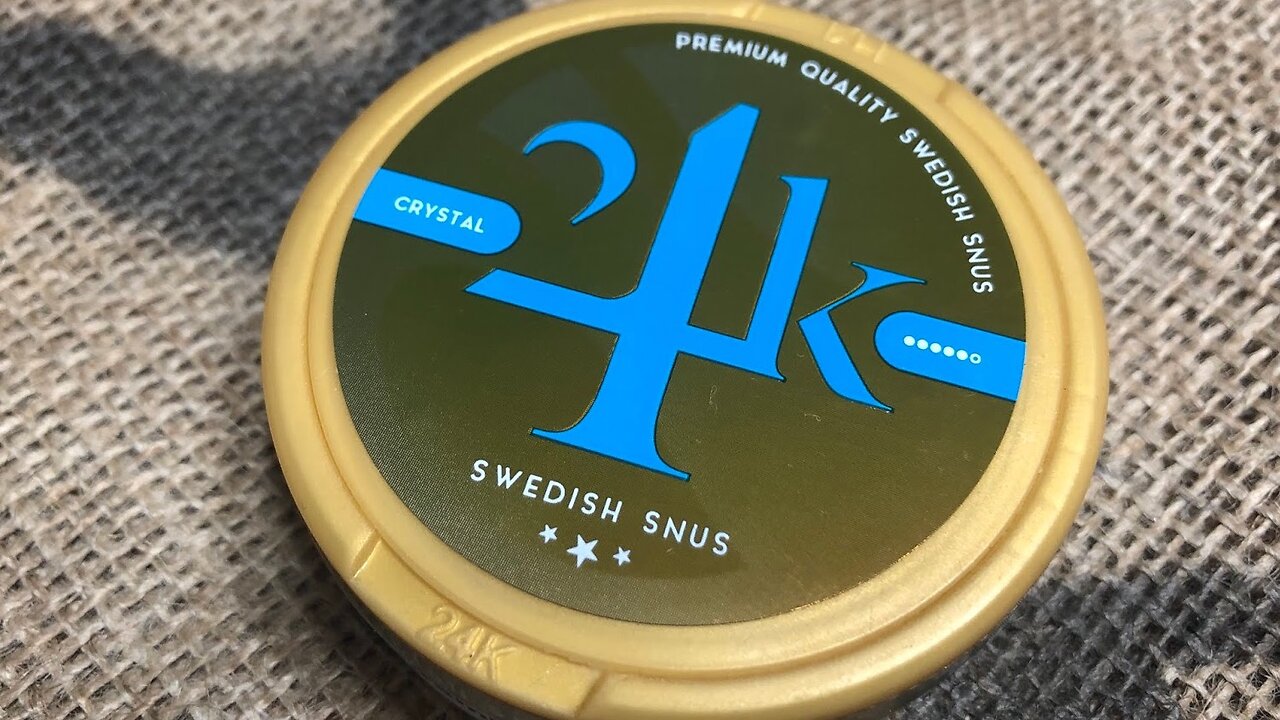 PREMIUM QUALITY SWEDISH SNUS
CRYSTAL
24k
SWEDISH SNUS
24K